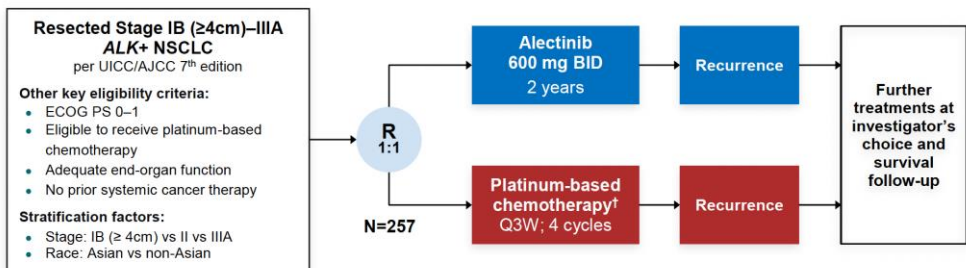 Resected Stage IB (≥4cm)–IIIA
ALK+ NSCLC
per UICC/AJCC 7th edition
Other key eligibility criteria:
• ECOG PS 0–1
• Eligible to receive platinum-based
chemotherapy
• Adequate end-organ function
• No prior systemic cancer therapy
Stratification factors:
• Stage: IB (≥ 4cm) vs II vs IIIA
• Race: Asian vs non-Asian
R
1:1
N=257
Alectinib
600 mg BID
2 years
Recurrence
Platinum-based
chemotherapy†
Q3W; 4 cycles
Recurrence
Further
treatments at
investigator’s
choice and
survival
follow-up